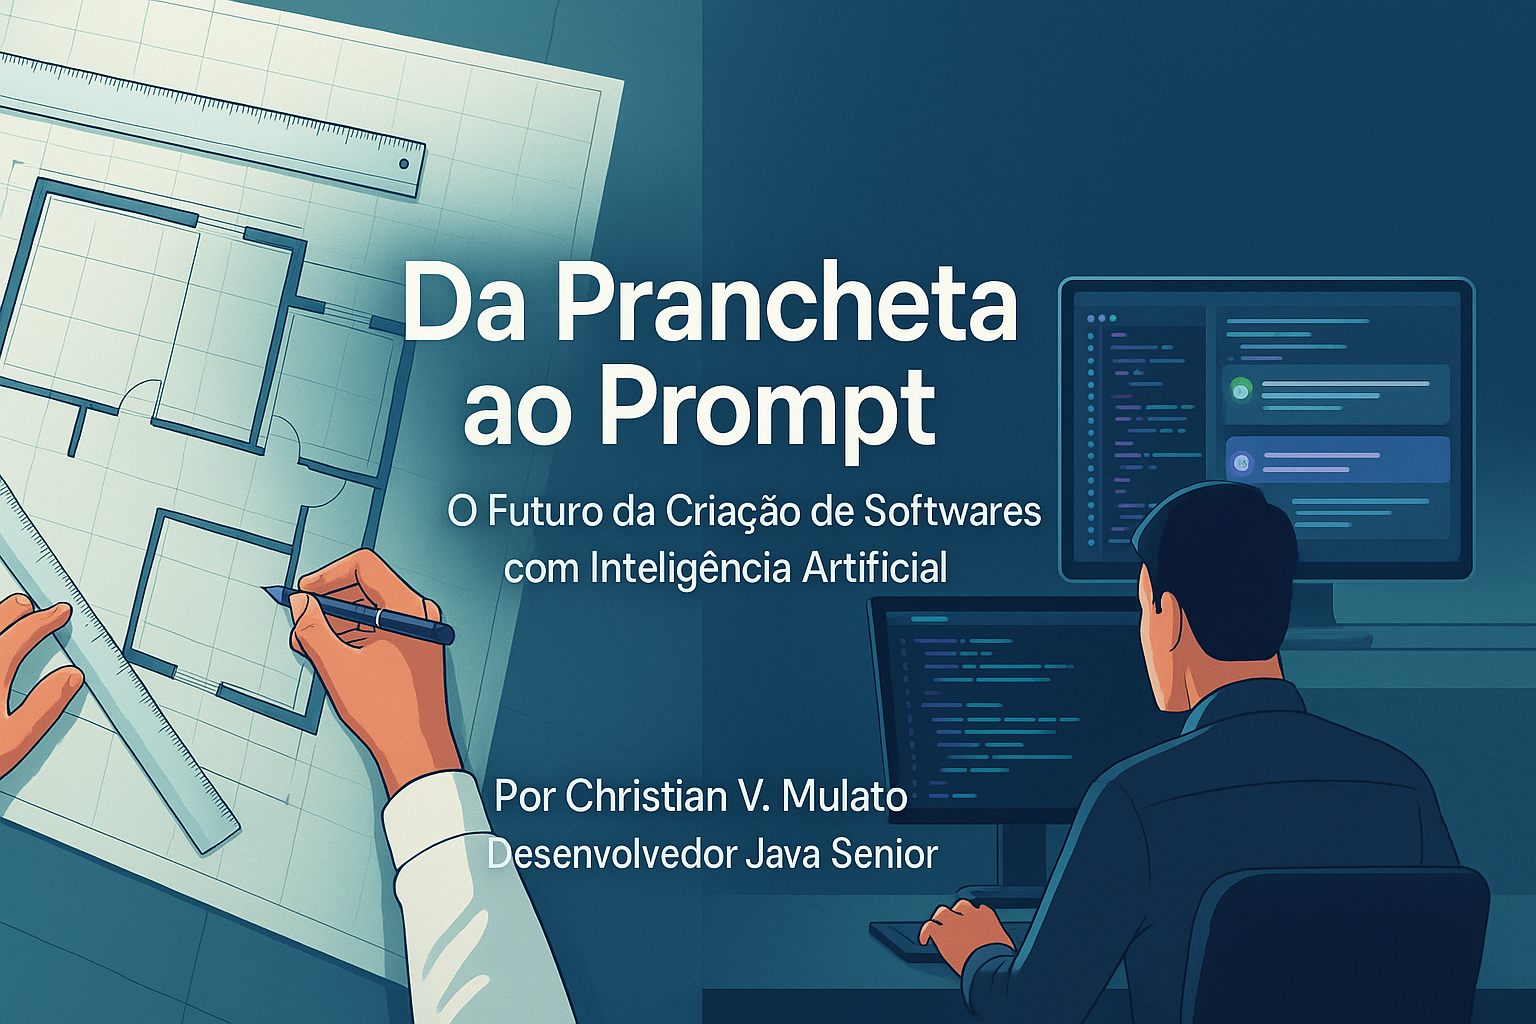 Da Prancheta
ao Prompt
O Futuro da Criação de Softwares
com Inteligência Artificial
Por Christian V. Mulato
Desenvolvedor Java Senior